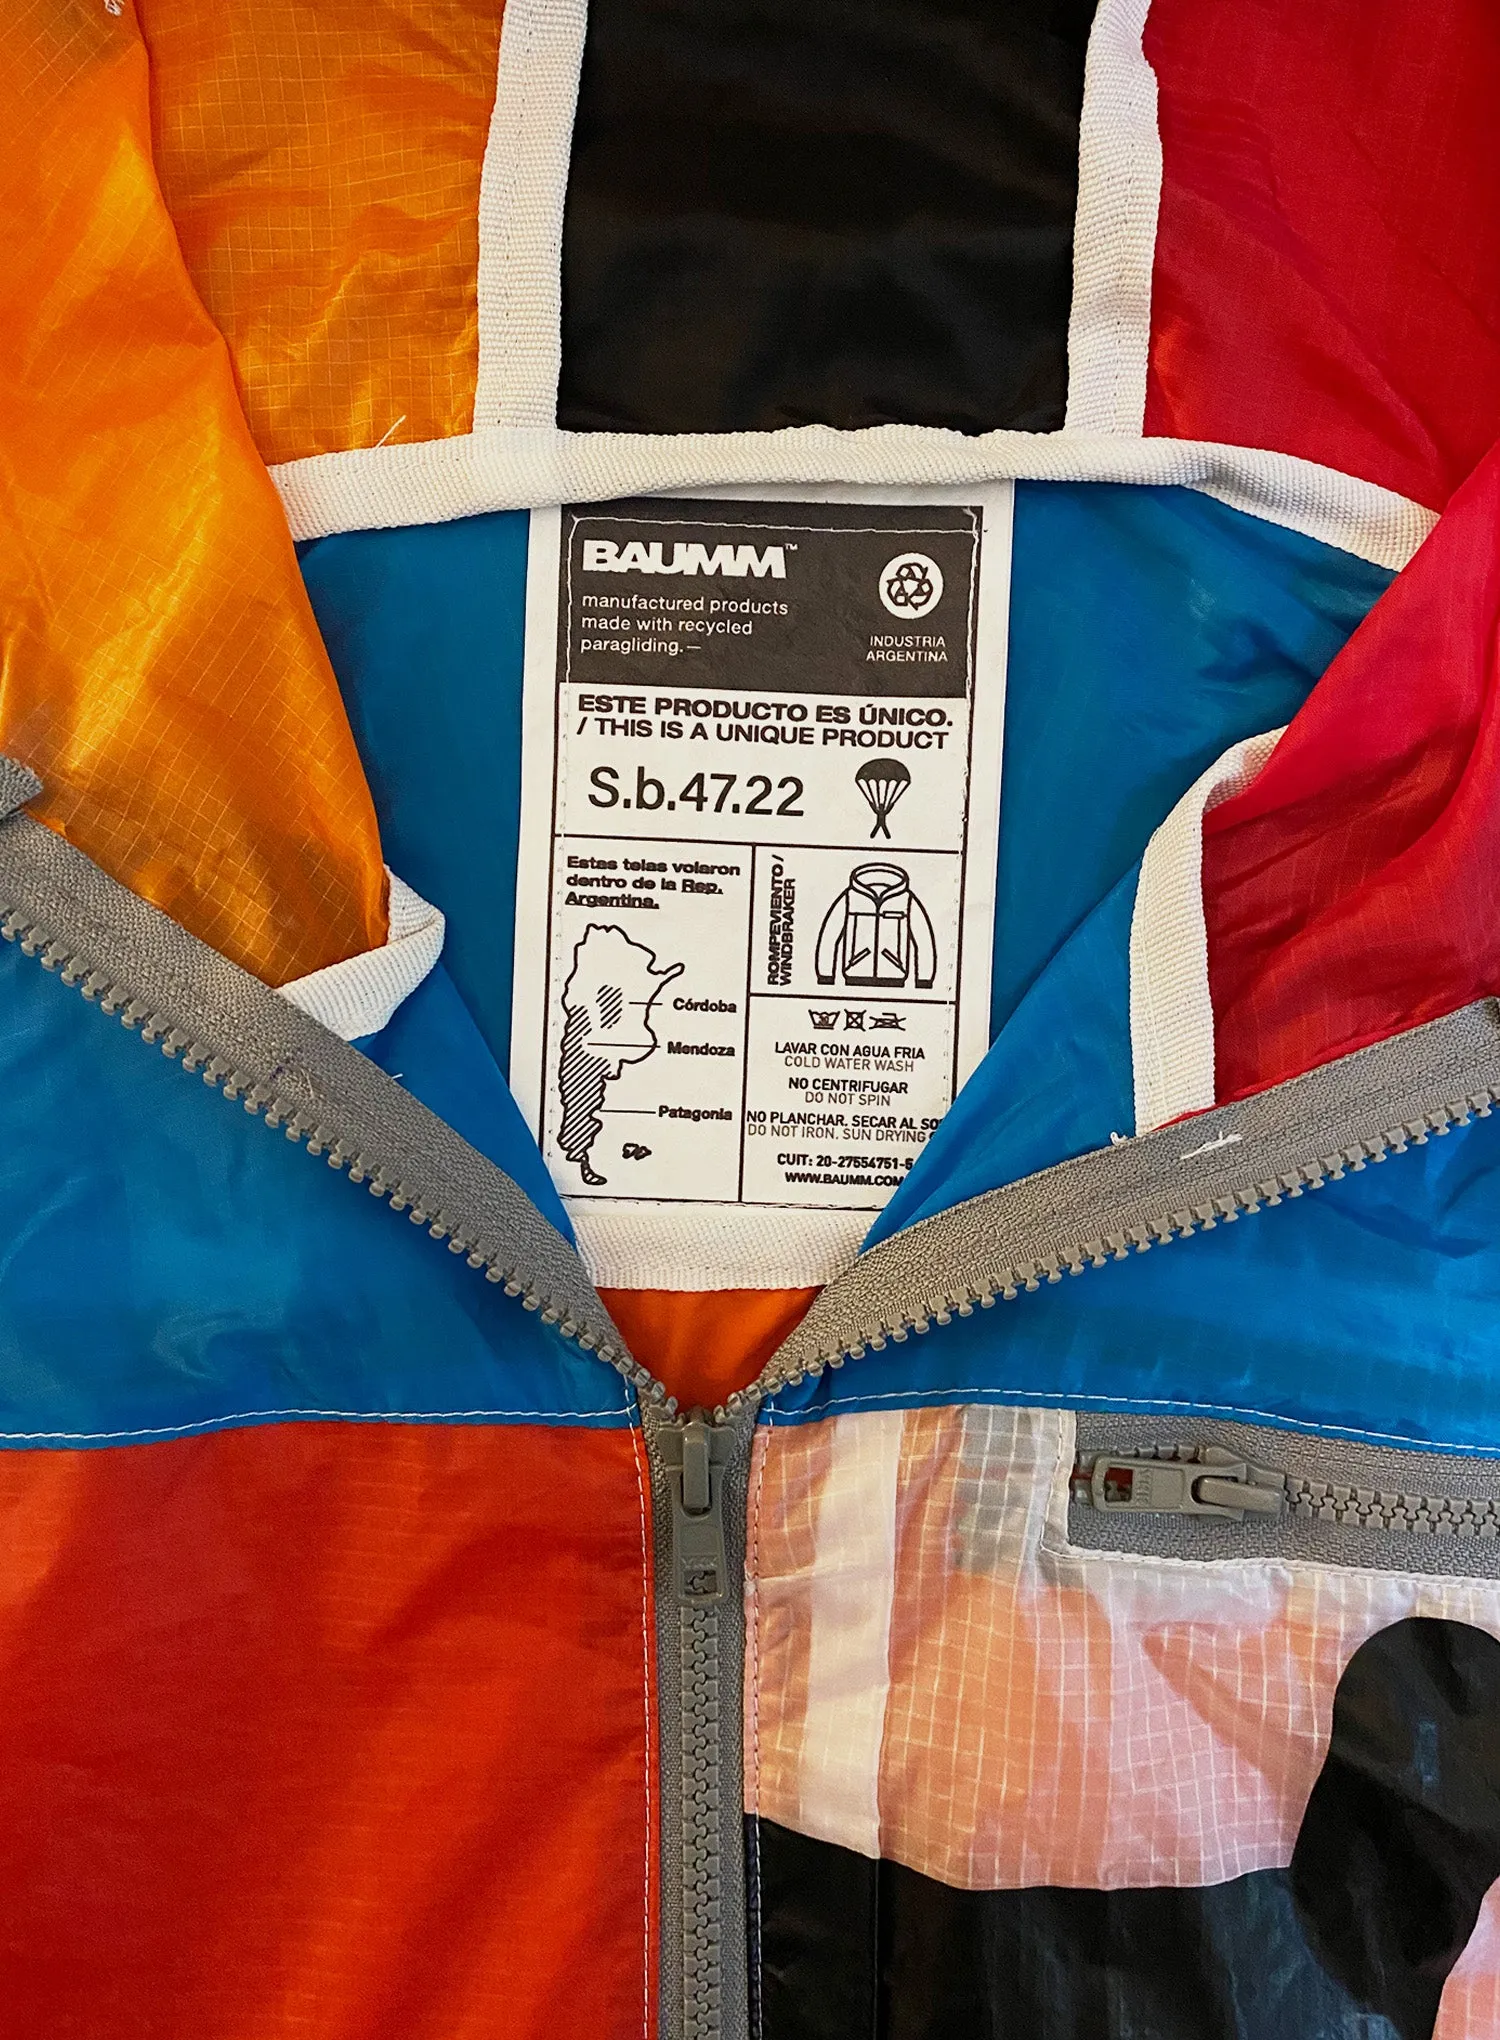 BAUMM™
manufactured products
made with recycled
paragliding.—
INDUSTRIA
ARGENTINA
ESTE PRODUCTO ES ÚNICO.
/ THIS IS A UNIQUE PRODUCT
S.b.47.22
Estas telas volaron
dentro de la Rep.
Argentina.
Córdoba
Mendoza
Patagonia
ROMPEVIENTO /
WINDBRAKER
LAVAR CON AGUA FRIA
COLD WATER WASH
NO CENTRIFUGAR
DO NOT SPIN
NO PLANCHAR. SECAR AL SO
DO NOT IRON. SUN DRYING
CUIT: 20-27554751-
WWW.BAUMM.COM